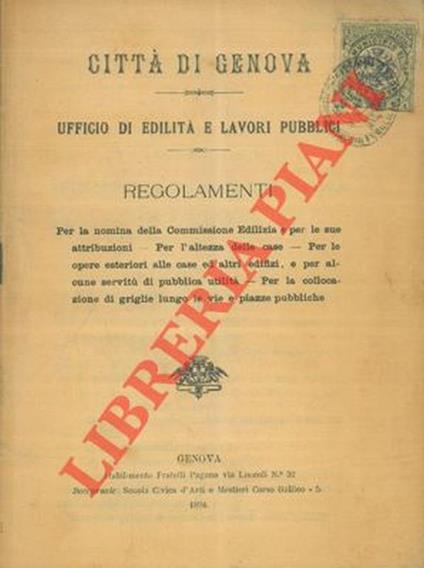 CITTÀ DI GENOVA
UFFICIO DI EDILITÀ E LAVORI PUBBLICI
REGOLAMENTI
Per la nomina della Commissione Edilizia e per le sue
attribuzioni — Per l'altezza delle case — Per le
opere esteriori alle case ed altri edifizi, e per al-
cune servitù di pubblica utilità — Per la colloca-
zione di griglie lungo le vie e piazze pubbliche
GENOVA
Stabilimento Fratelli Pagano via Luccoli N.º 32
Scuola Civica d'Arti e Mestieri Corso Galileo - 5
LIBRERIA PIANI